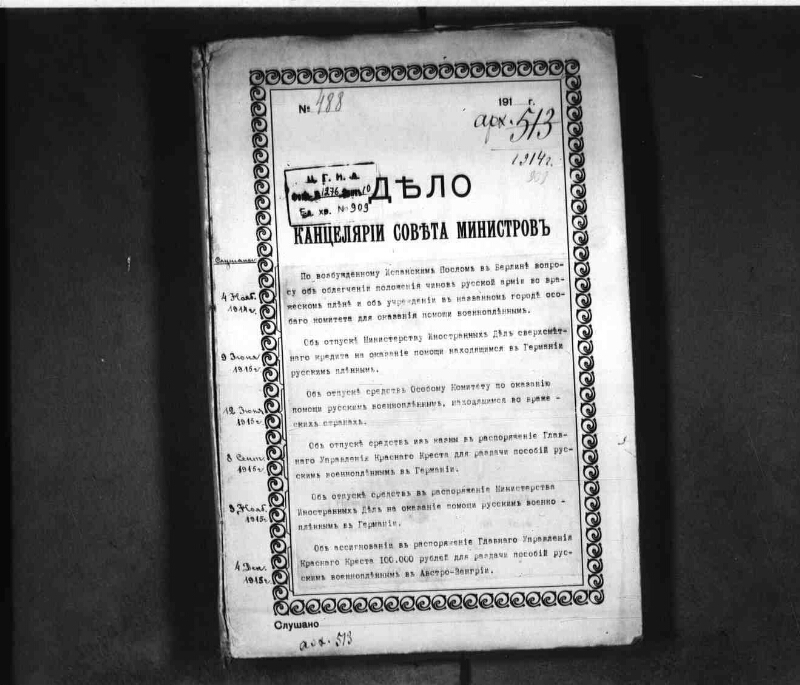 № 488
191 г.
арх. 513
1914 г.
Ц. Г. И. А
1276 10
Ед. хр. № 909
ДѢЛО
КАНЦЕЛЯРІИ СОВѢТА МИНИСТРОВЪ
Слушано
4 Нояб.
1914 г.
По возбужденному Испанскимъ Посломъ въ Берлинѣ вопро-
су объ облегченіи положенія чиновъ русской арміи во вра-
жескомъ плѣну и объ учрежденіи въ названномъ городѣ осо-
баго комитета для оказанія помощи военноплѣннымъ.
9 Іюня
1915 г.
Объ отпускѣ Министерству Иностранныхъ Дѣлъ сверхсмѣт-
наго кредита на оказаніе помощи находящимся въ Германіи
русскимъ плѣннымъ.
12 Іюня
1915 г.
Объ отпускѣ средствъ Особому Комитету по оказанію
помощи русскимъ военноплѣннымъ, находящимся во враже -
скихъ странахъ.
8 Сент.
1915 г.
Объ отпускѣ средствъ изъ казны въ распоряженіе Глав-
наго Управленія Краснаго Креста для раздачи пособій рус-
скимъ военноплѣннымъ въ Германіи.
3 Нояб.
1915.
Объ отпускѣ средствъ въ распоряженіе Министерства
Иностранныхъ Дѣлъ на оказаніе помощи русскимъ военно -
плѣннымъ въ Германіи.
4 Дек.
1915 г.
Объ ассигнованіи въ распоряженіе Главнаго Управленія
Краснаго Креста 100.000 рублей для раздачи пособій рус-
скимъ военноплѣннымъ въ Австро-Венгріи.
Слушано
арх. 513